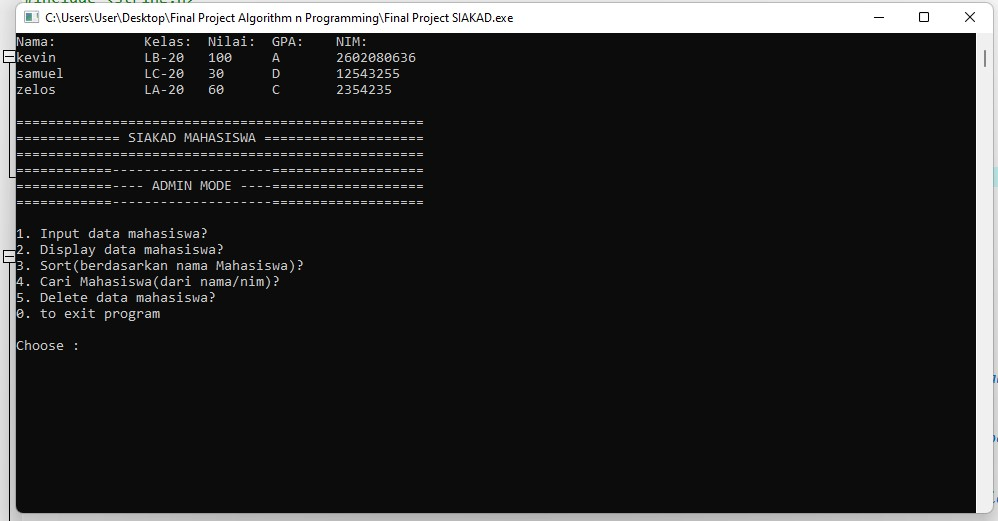 #include <string.h>
C:\Users\User\Desktop\Final Project Algorithm n Programming\Final Project SIAKAD.exe
Nama: Kelas: Nilai: GPA: NIM:
kevin LB-20 100 A 2602080636
samuel LC-20 30 D 12543255
zelos LA-20 60 C 2354235
===================================================
============= SIAKAD MAHASISWA ====================
===================================================
============--------------------===================
============---- ADMIN MODE ----===================
============--------------------===================
1. Input data mahasiswa?
2. Display data mahasiswa?
3. Sort(berdasarkan nama Mahasiswa)?
4. Cari Mahasiswa(dari nama/nim)?
5. Delete data mahasiswa?
0. to exit program
Choose :